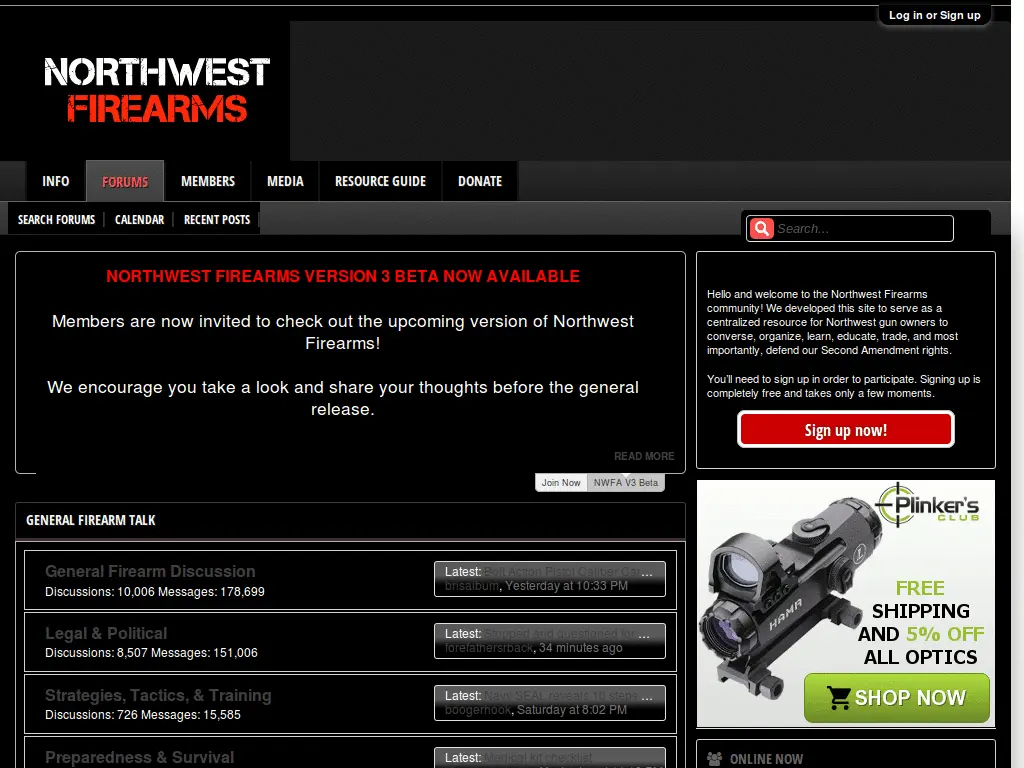 Log in or Sign up
NORTHWEST
FIREARMS
INFO
FORUMS
MEMBERS
MEDIA
RESOURCE GUIDE
DONATE
SEARCH FORUMS
CALENDAR
RECENT POSTS
Search...
NORTHWEST FIREARMS VERSION 3 BETA NOW AVAILABLE
Members are now invited to check out the upcoming version of Northwest
Firearms!
We encourage you take a look and share your thoughts before the general
release.
READ MORE
Join Now
NWFA V3 Beta
Hello and welcome to the Northwest Firearms
community! We developed this site to serve as a
centralized resource for Northwest gun owners to
converse, organize, learn, educate, trade, and most
importantly, defend our Second Amendment rights.
You'll need to sign up in order to participate. Signing up is
completely free and takes only a few moments.
Sign up now!
GENERAL FIREARM TALK
General Firearm Discussion
Discussions: 10,006 Messages: 178,699
Latest: Bolt Action Pistol Caliber Car ...
brisalbum, Yesterday at 10:33 PM
Legal & Political
Discussions: 8,507 Messages: 151,006
Latest: Stopped and questioned for ...
forefathersrback, 34 minutes ago
Strategies, Tactics, & Training
Discussions: 726 Messages: 15,585
Latest: Navy SEAL reveals 10 steps ...
boogerhook, Saturday at 8:02 PM
Preparedness & Survival
Latest: Medical kit checklist
Plinker's
CLUB
HAMR
FREE
SHIPPING
AND 5% OFF
ALL OPTICS
SHOP NOW
ONLINE NOW